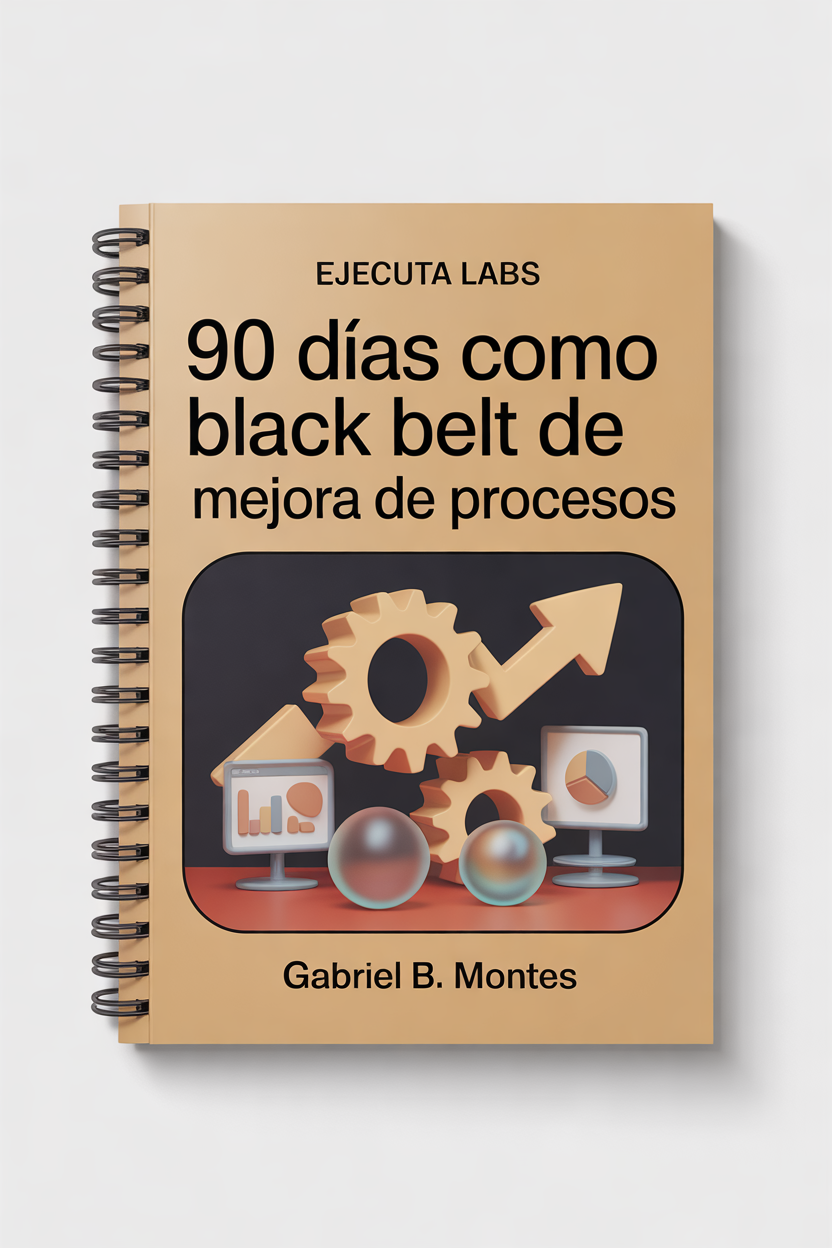 EJECUTA LABS
90 días como
black belt de
mejora de procesos
Gabriel B. Montes